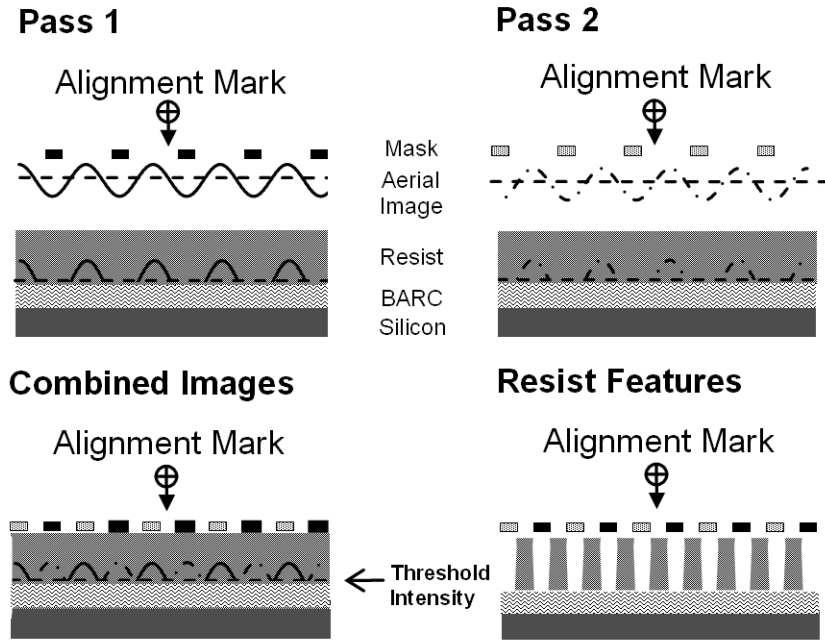 Pass 1
Alignment Mark
Pass 2
Alignment Mark
Mask
Aerial
Image
Resist
BARC
Silicon
Combined Images
Alignment Mark
Threshold
Intensity
Resist Features
Alignment Mark